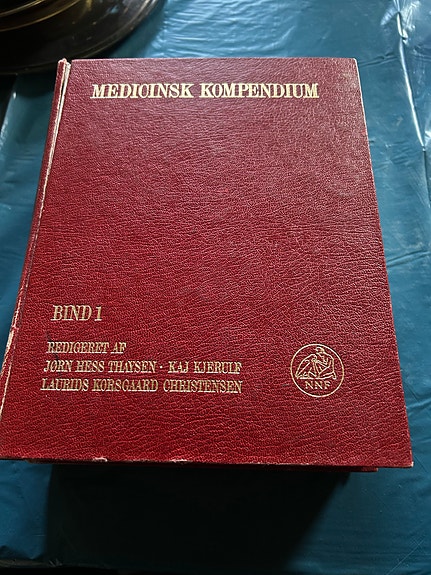 MEDICINSK KOMPENDIUM
BIND 1
REDIGERET AF
JØRN HESS THAYSEN · KAJ KJERULF
LAURIDS KORSGAARD CHRISTENSEN
NNF